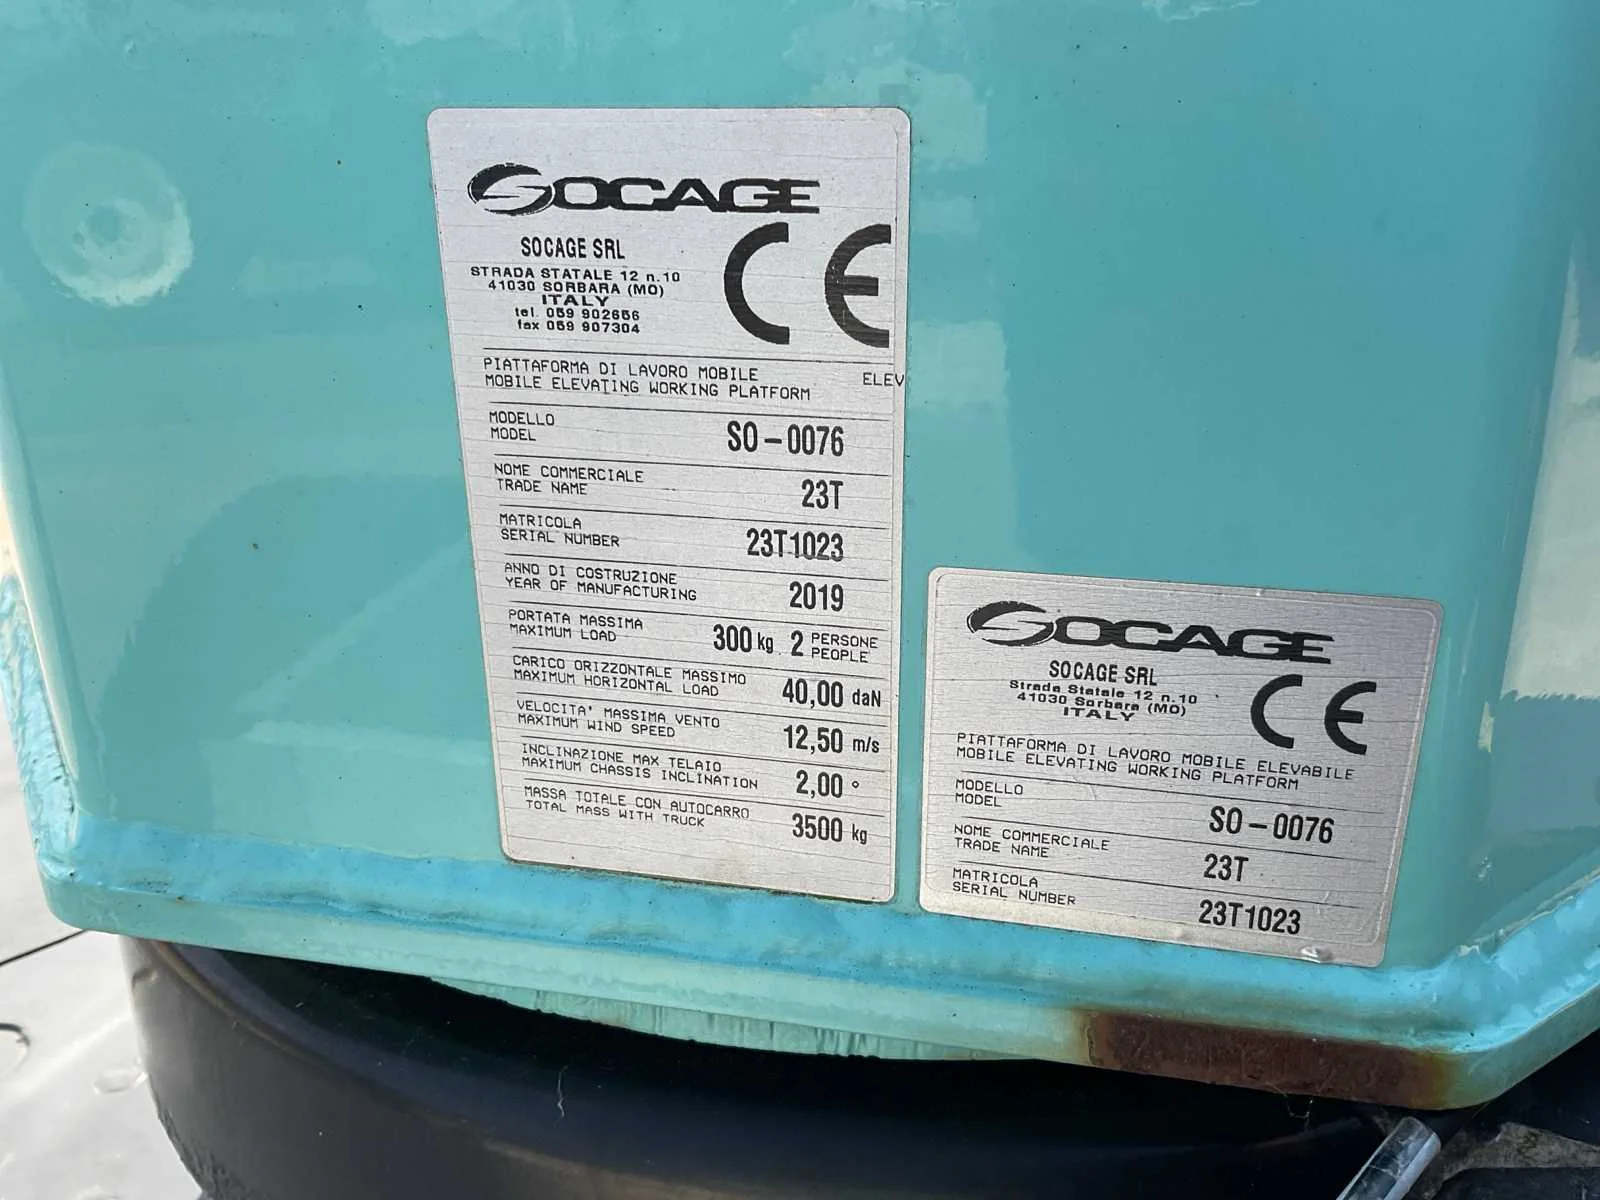 SOCAGE
SOCAGE SRL
STRADA STATALE 12 n.10
41030 SORBARA (MO)
ITALY
tel. 059 902656
fax 059 907304
CE
PIATTAFORMA DI LAVORO MOBILE ELEV
MOBILE ELEVATING WORKING PLATFORM
MODELLO
MODEL
SO-0076
NOME COMMERCIALE
TRADE NAME
23T
MATRICOLA
SERIAL NUMBER
23T1023
ANNO DI COSTRUZIONE
YEAR OF MANUFACTURING
2019
PORTATA MASSIMA
MAXIMUM LOAD
300 kg 2 PERSONE
PEOPLE
CARICO ORIZZONTALE MASSIMO
MAXIMUM HORIZONTAL LOAD
40,00 daN
VELOCITA' MASSIMA VENTO
MAXIMUM WIND SPEED
12,50 m/s
INCLINAZIONE MAX TELAIO
MAXIMUM CHASSIS INCLINATION
2,00 °
MASSA TOTALE CON AUTOCARRO
TOTAL MASS WITH TRUCK
3500 kg
SOCAGE
SOCAGE SRL
Strada Statale 12 n.10
41030 Sorbara (MO)
ITALY
CE
PIATTAFORMA DI LAVORO MOBILE ELEVABILE
MOBILE ELEVATING WORKING PLATFORM
MODELLO
MODEL
SO-0076
NOME COMMERCIALE
TRADE NAME
23T
MATRICOLA
SERIAL NUMBER
23T1023